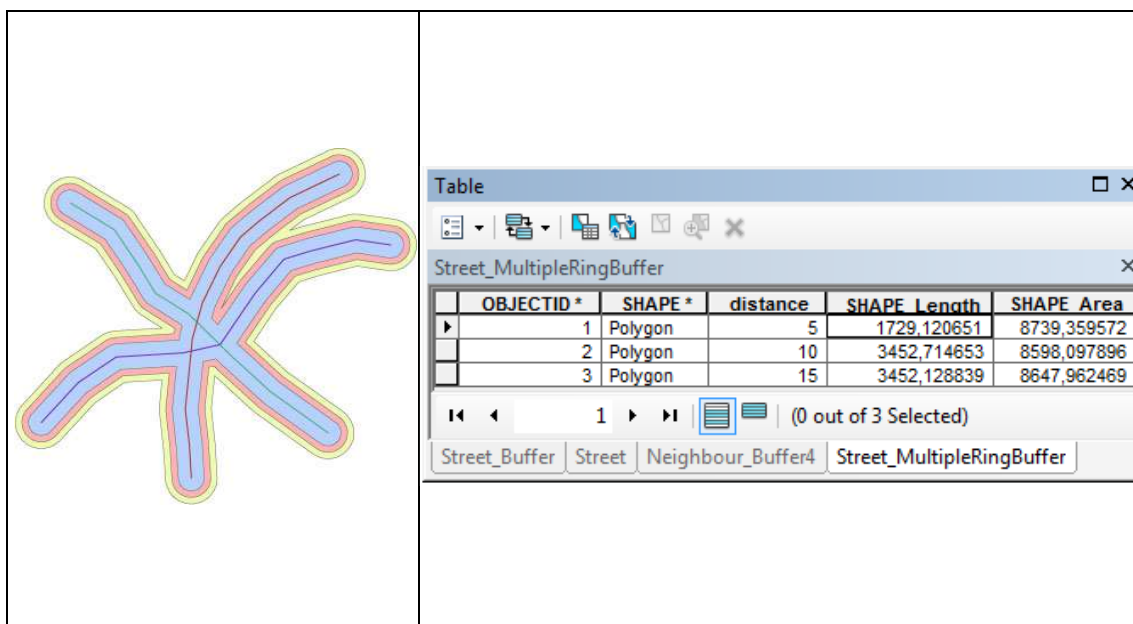 Table
Street_MultipleRingBuffer
OBJECTID * SHAPE * distance SHAPE_Length SHAPE_Area
1 Polygon 5 1729,120651 8739,359572
2 Polygon 10 3452,714653 8598,097896
3 Polygon 15 3452,128839 8647,962469
1 (0 out of 3 Selected)
Street_Buffer Street Neighbour_Buffer4 Street_MultipleRingBuffer